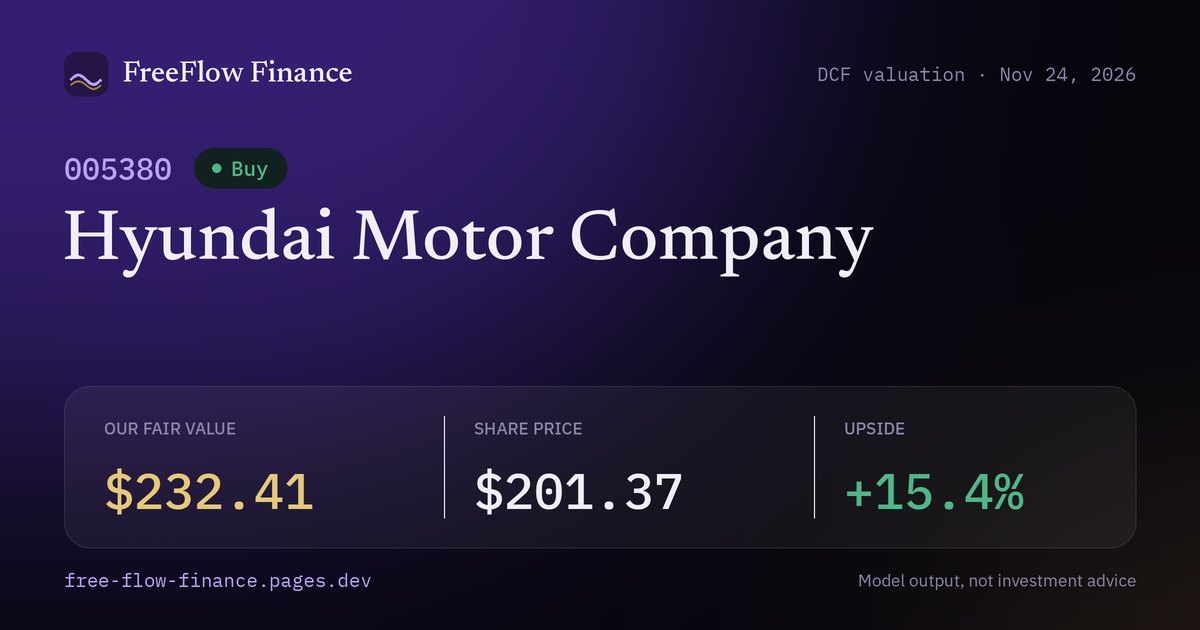 FreeFlow Finance
DCF valuation · Nov 24, 2026
005380
Buy
Hyundai Motor Company
OUR FAIR VALUE
$232.41
SHARE PRICE
$201.37
UPSIDE
+15.4%
free-flow-finance.pages.dev
Model output, not investment advice